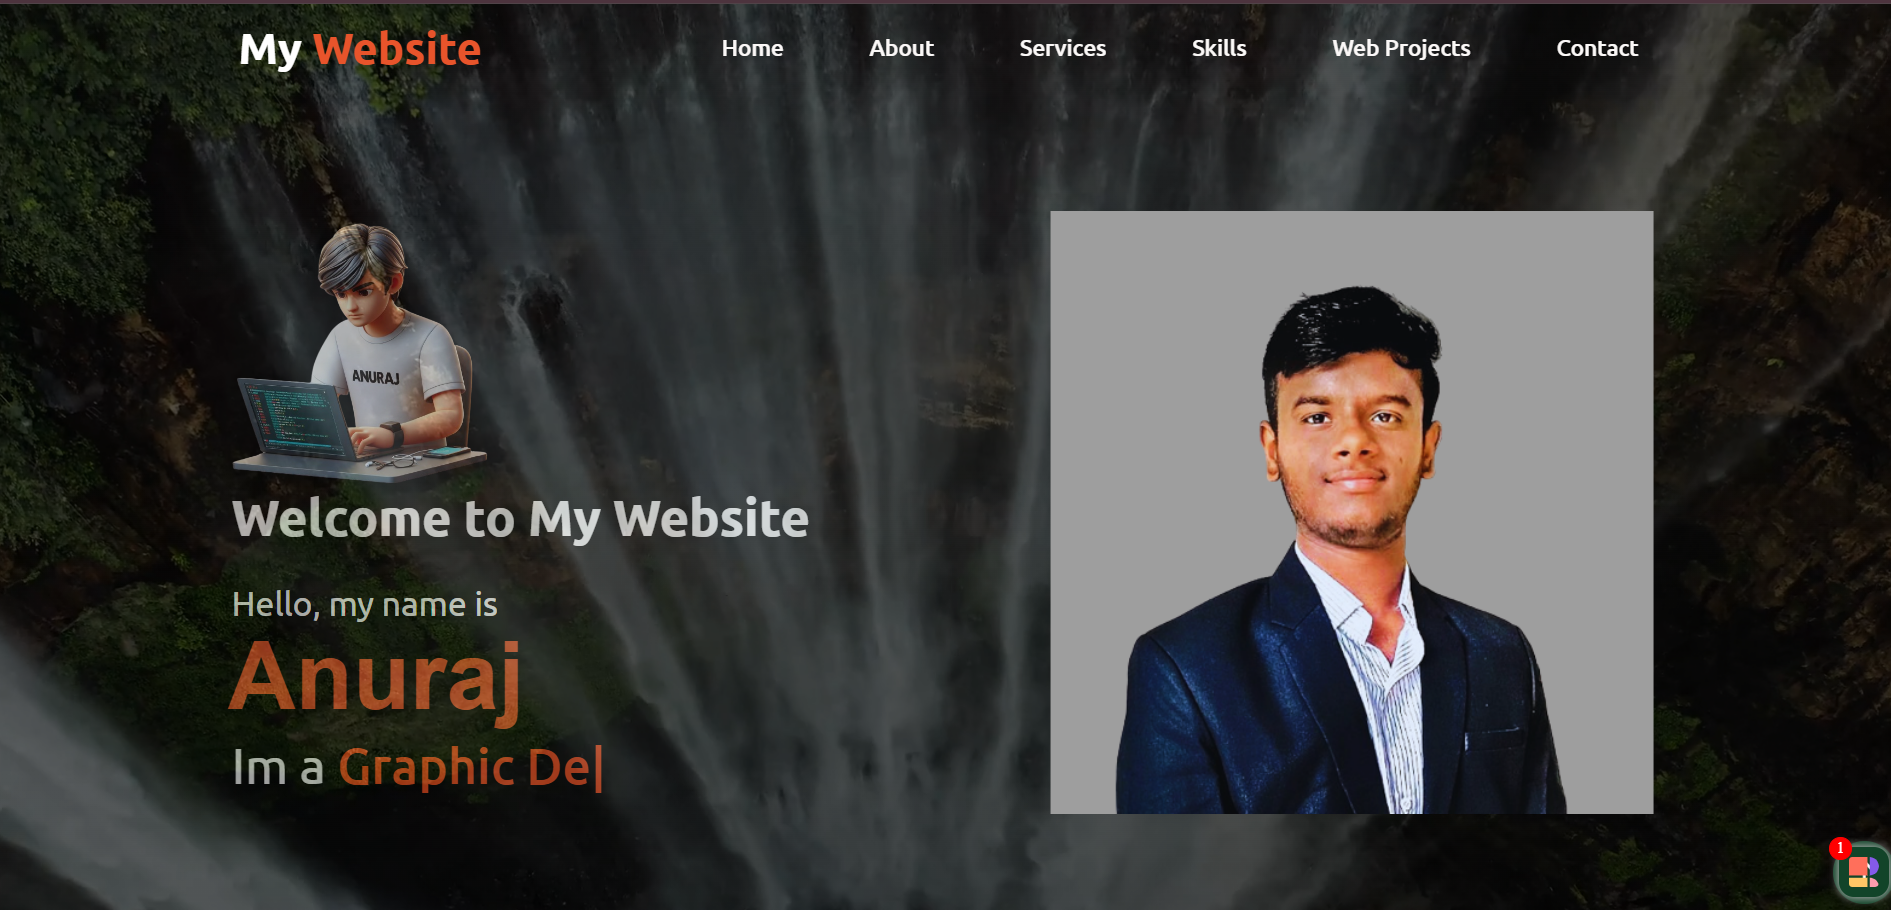 My Website
Home About Services Skills Web Projects Contact
ANURAJ
Welcome to My Website
Hello, my name is
Anuraj
Im a Graphic De|
1